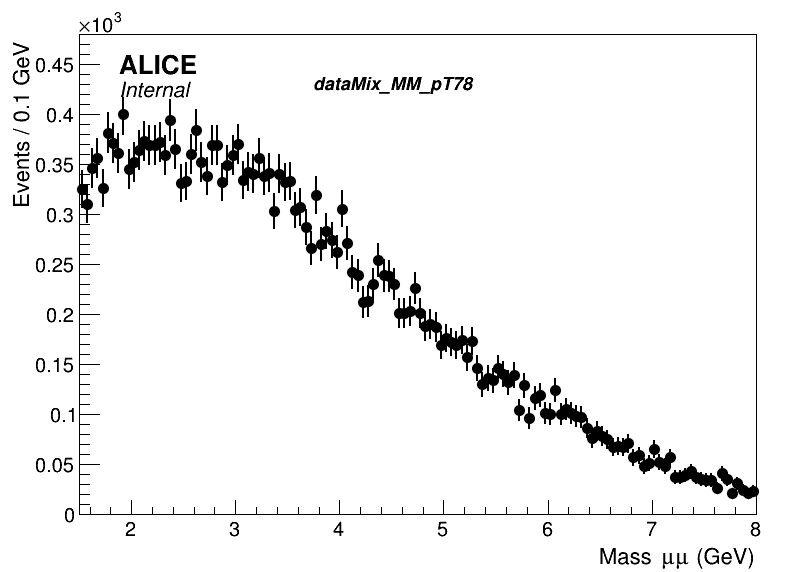 ×10³
Events / 0.1 GeV
ALICE
Internal
dataMix_MM_pT78
0.45
0.4
0.35
0.3
0.25
0.2
0.15
0.1
0.05
0
2 3 4 5 6 7 8
Mass μμ (GeV)